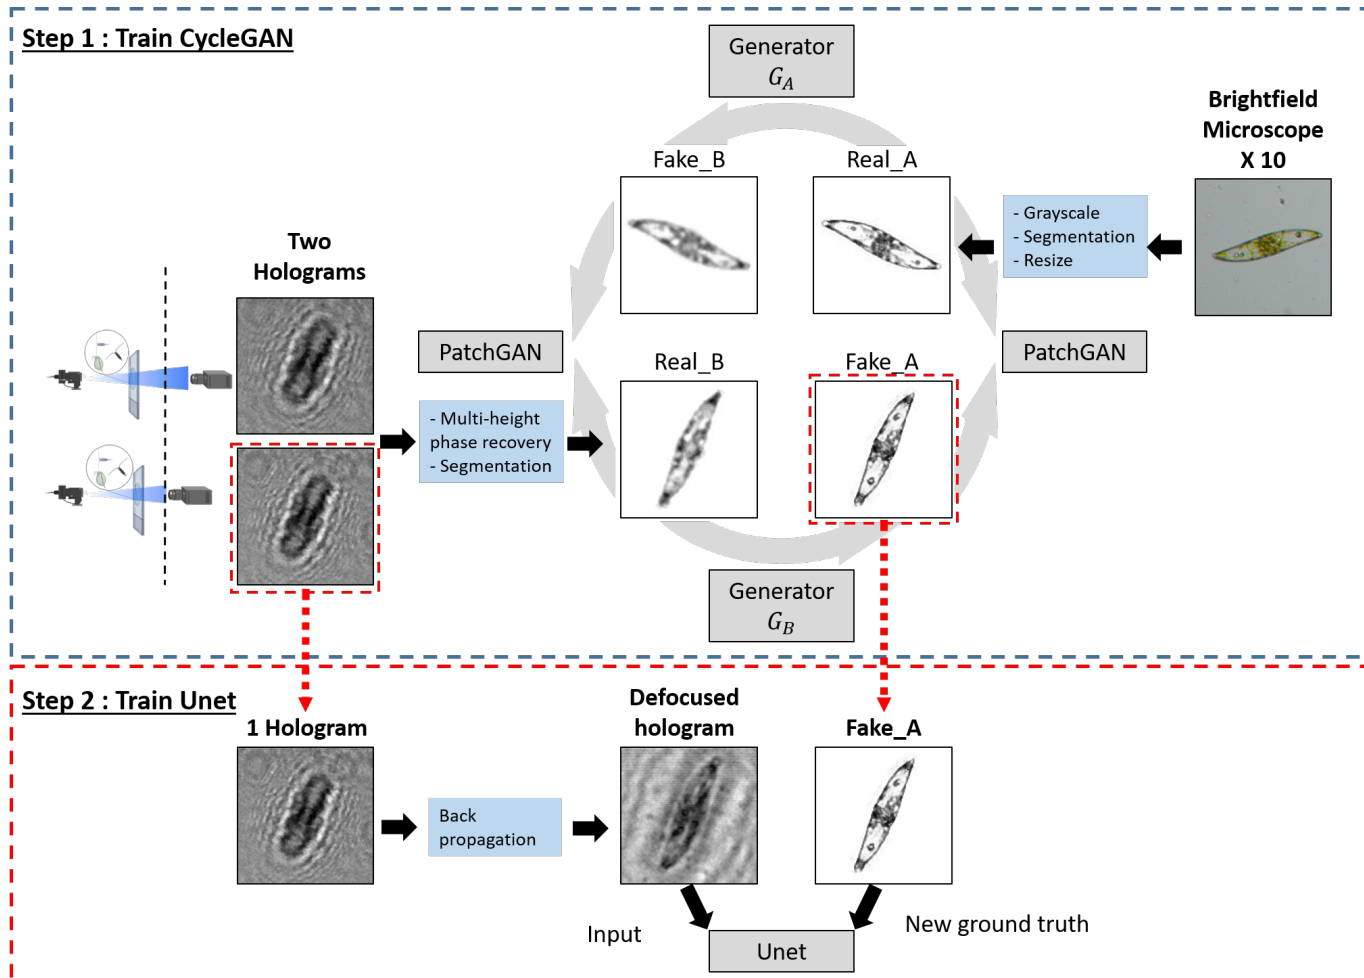 Step 1 : Train CycleGAN
Generator
G_A
Brightfield
Microscope
X 10
Fake_B
Real_A
- Grayscale
- Segmentation
- Resize
Two
Holograms
PatchGAN
PatchGAN
Real_B
Fake_A
- Multi-height
phase recovery
- Segmentation
Generator
G_B
Step 2 : Train Unet
1 Hologram
Defocused
hologram
Fake_A
Back
propagation
Input
New ground truth
Unet